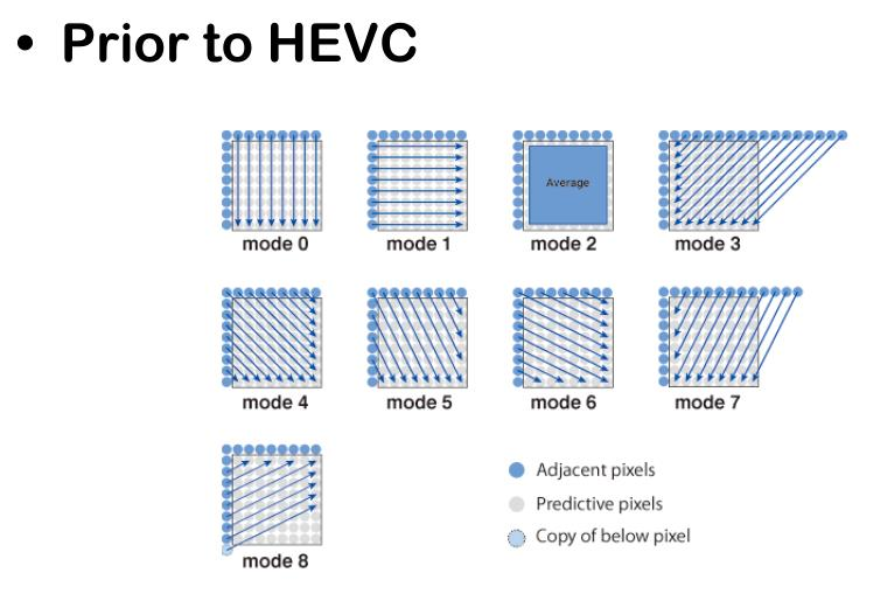 • Prior to HEVC
Average
mode 0
mode 1
mode 2
mode 3
mode 4
mode 5
mode 6
mode 7
mode 8
Adjacent pixels
Predictive pixels
Copy of below pixel